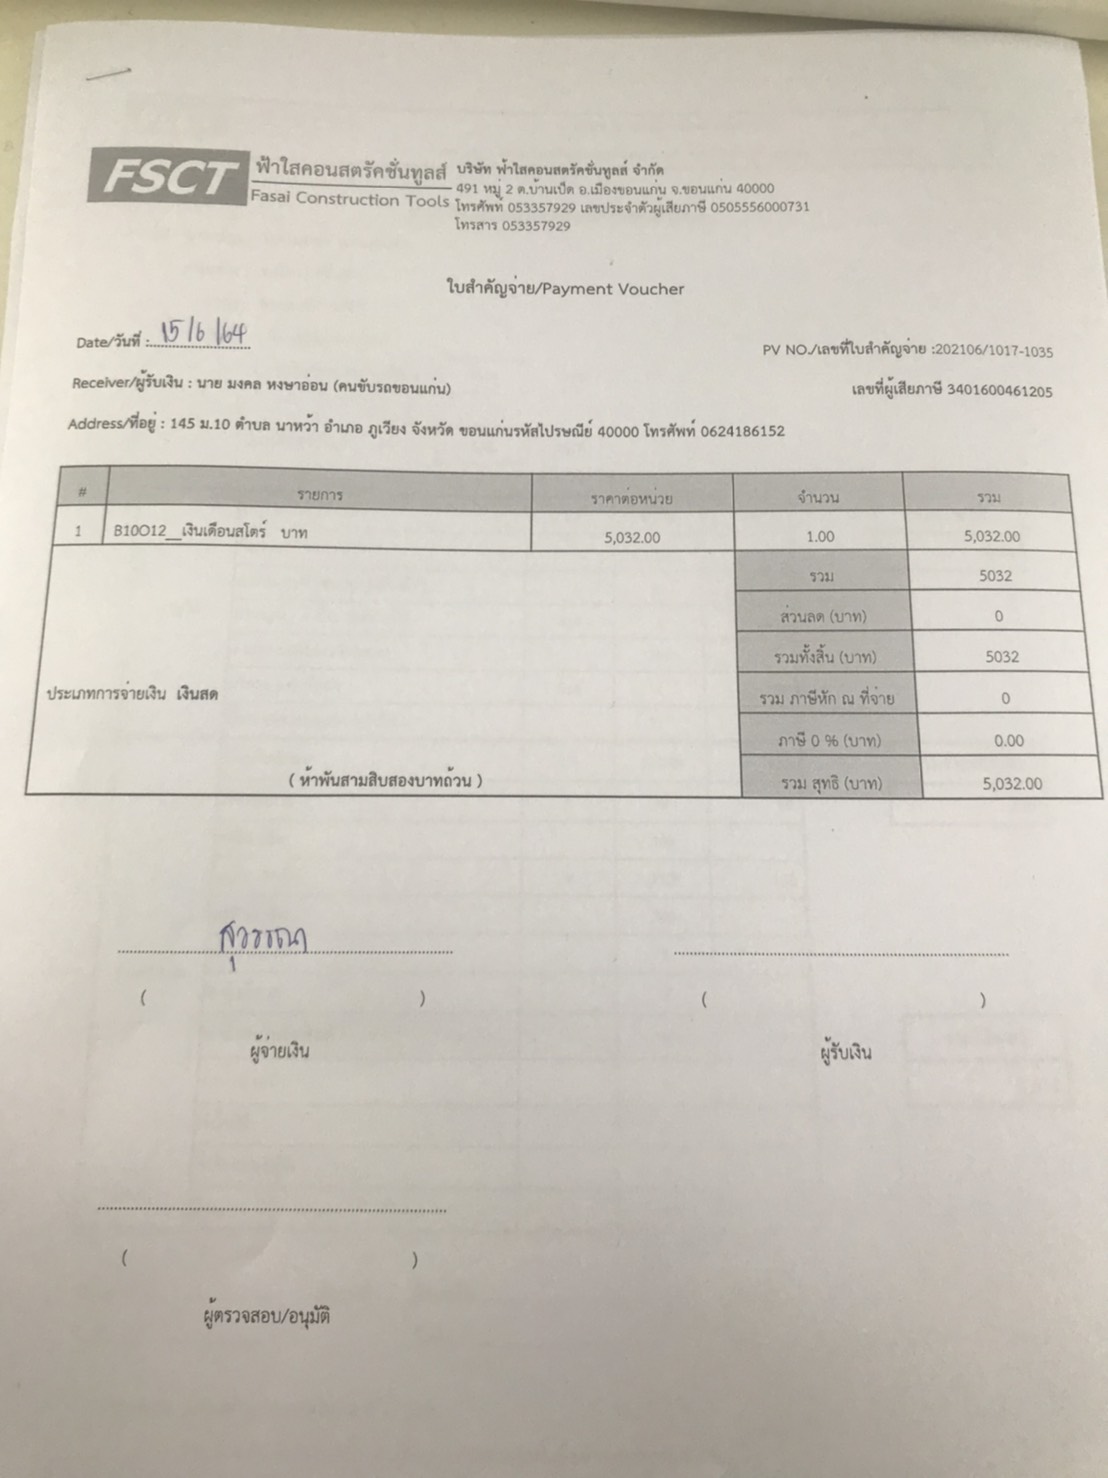 FSCT ฟ้าใสคอนสตรัคชั่นทูลส์
Fasai Construction Tools
บริษัท ฟ้าใสคอนสตรัคชั่นทูลส์ จำกัด
491 หมู่ 2 ต.บ้านเป็ด อ.เมืองขอนแก่น จ.ขอนแก่น 40000
โทรศัพท์ 053357929 เลขประจำตัวผู้เสียภาษี 0505556000731
โทรสาร 053357929
ใบสำคัญจ่าย/Payment Voucher
Date/วันที่ : 15/6/64
PV NO./เลขที่ใบสำคัญจ่าย :202106/1017-1035
Receiver/ผู้รับเงิน : นาย มงคล หงษาอ่อน (คนขับรถขอนแก่น) เลขที่ผู้เสียภาษี 3401600461205
Address/ที่อยู่ : 145 ม.10 ตำบล นาหว้า อำเภอ ภูเวียง จังหวัด ขอนแก่นรหัสไปรษณีย์ 40000 โทรศัพท์ 0624186152
# รายการ ราคาต่อหน่วย จำนวน รวม
1 B10O12__เงินเดือนสโตร์ บาท 5,032.00 1.00 5,032.00
รวม 5032
ส่วนลด (บาท) 0
รวมทั้งสิ้น (บาท) 5032
ประเภทการจ่ายเงิน เงินสด รวม ภาษีหัก ณ ที่จ่าย 0
ภาษี 0 % (บาท) 0.00
( ห้าพันสามสิบสองบาทถ้วน ) รวม สุทธิ (บาท) 5,032.00
สุวรรณา
( ) ( )
ผู้จ่ายเงิน ผู้รับเงิน
( )
ผู้ตรวจสอบ/อนุมัติ